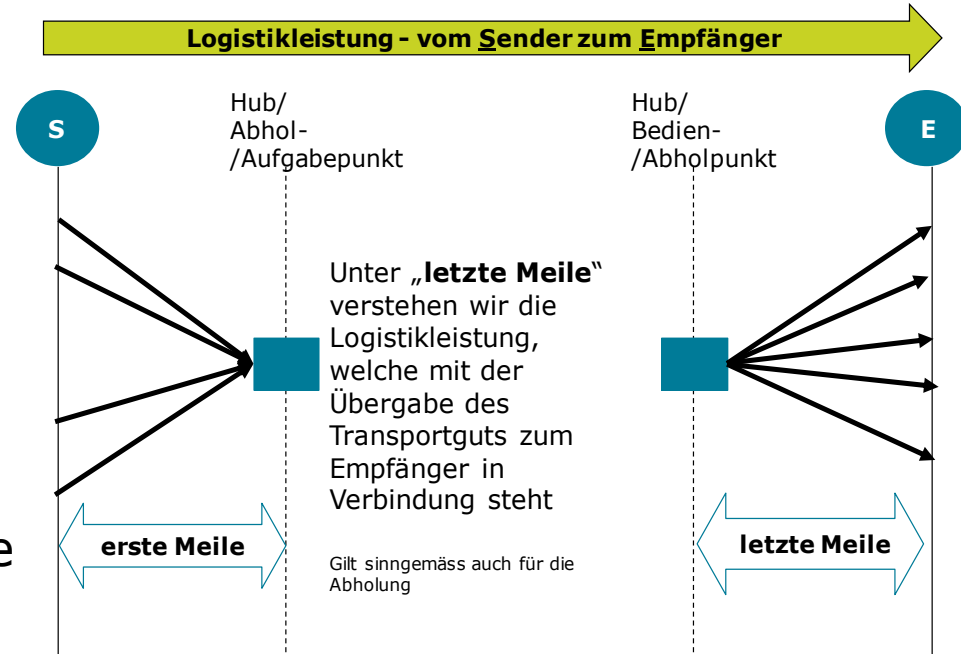 Logistikleistung - vom Sender zum Empfänger
S
Hub/
Abhol-
/Aufgabepunkt
Hub/
Bedien-
/Abholpunkt
E
Unter „letzte Meile“
verstehen wir die
Logistikleistung,
welche mit der
Übergabe des
Transportguts zum
Empfänger in
Verbindung steht
e
erste Meile
Gilt sinngemäss auch für die
Abholung
letzte Meile